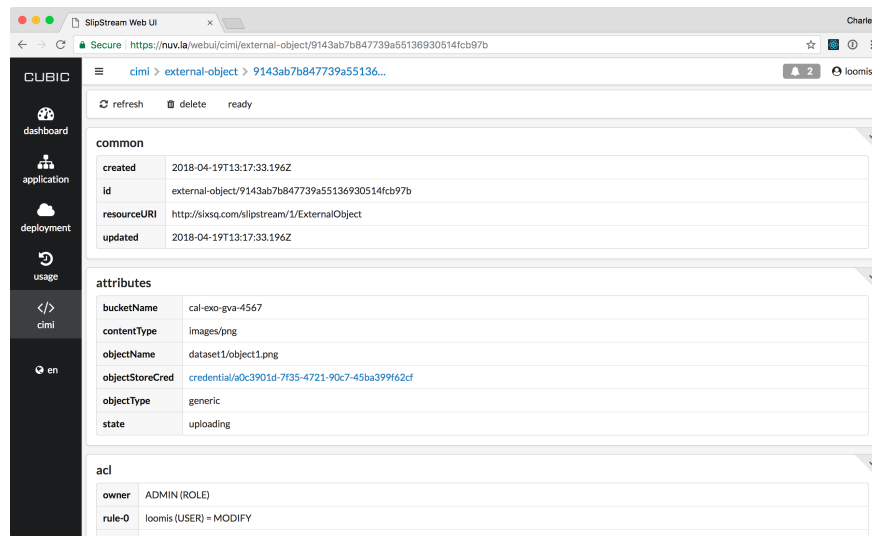 SlipStream Web UI
Charle
Secure https://nuv.la/webui/cimi/external-object/9143ab7b847739a55136930514fcb97b
CUBIC
cimi > external-object > 9143ab7b847739a55136...
2
loomis
refresh delete ready
dashboard
application
deployment
usage
</>
cimi
en
common
created 2018-04-19T13:17:33.196Z
id external-object/9143ab7b847739a55136930514fcb97b
resourceURI http://sixsq.com/slipstream/1/ExternalObject
updated 2018-04-19T13:17:33.196Z
attributes
bucketName cal-exo-gva-4567
contentType images/png
objectName dataset1/object1.png
objectStoreCred credential/a0c3901d-7f35-4721-90c7-45ba399f62cf
objectType generic
state uploading
acl
owner ADMIN (ROLE)
rule-0 loomis (USER) = MODIFY